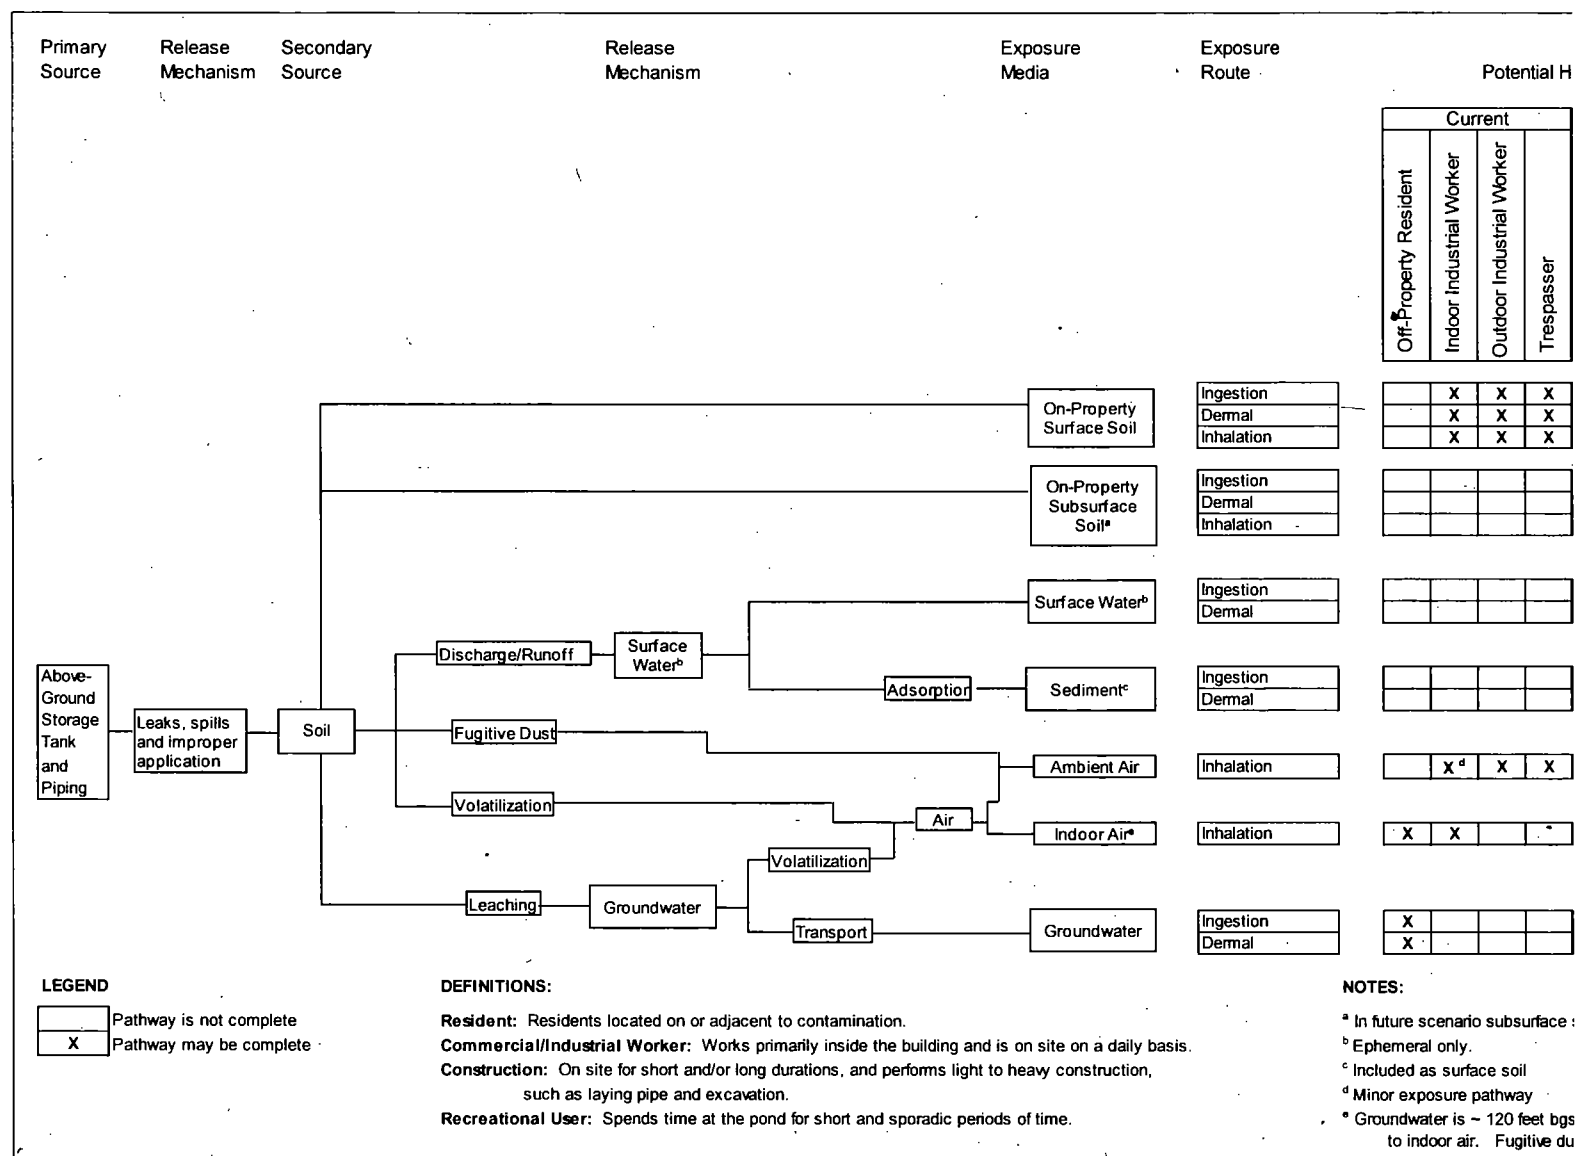 Primary Source
Release Mechanism
Secondary Source
Release Mechanism
Exposure Media
Exposure Route
Potential H
Current
Off-Property Resident
Indoor Industrial Worker
Outdoor Industrial Worker
Trespasser
On-Property
Surface Soil
Ingestion X X X
Dermal X X X
Inhalation X X X
On-Property
Subsurface
Soilᵃ
Ingestion
Dermal
Inhalation
Surface Waterᵇ
Ingestion
Dermal
Discharge/Runoff
Surface
Waterᵇ
Adsorption
Sedimentᶜ
Ingestion
Dermal
Above-
Ground
Storage
Tank
and
Piping
Leaks, spills
and improper
application
Soil
Fugitive Dust
Ambient Air
Inhalation Xᵈ X X
Volatilization
Air
Indoor Airᵉ
Inhalation X X
Volatilization
Leaching
Groundwater
Transport
Groundwater
Ingestion X
Dermal X
LEGEND
Pathway is not complete
X Pathway may be complete
DEFINITIONS:
Resident: Residents located on or adjacent to contamination.
Commercial/Industrial Worker: Works primarily inside the building and is on site on a daily basis.
Construction: On site for short and/or long durations, and performs light to heavy construction,
such as laying pipe and excavation.
Recreational User: Spends time at the pond for short and sporadic periods of time.
NOTES:
ᵃ In future scenario subsurface
ᵇ Ephemeral only.
ᶜ Included as surface soil
ᵈ Minor exposure pathway
ᵉ Groundwater is ~ 120 feet bgs
to indoor air. Fugitive du